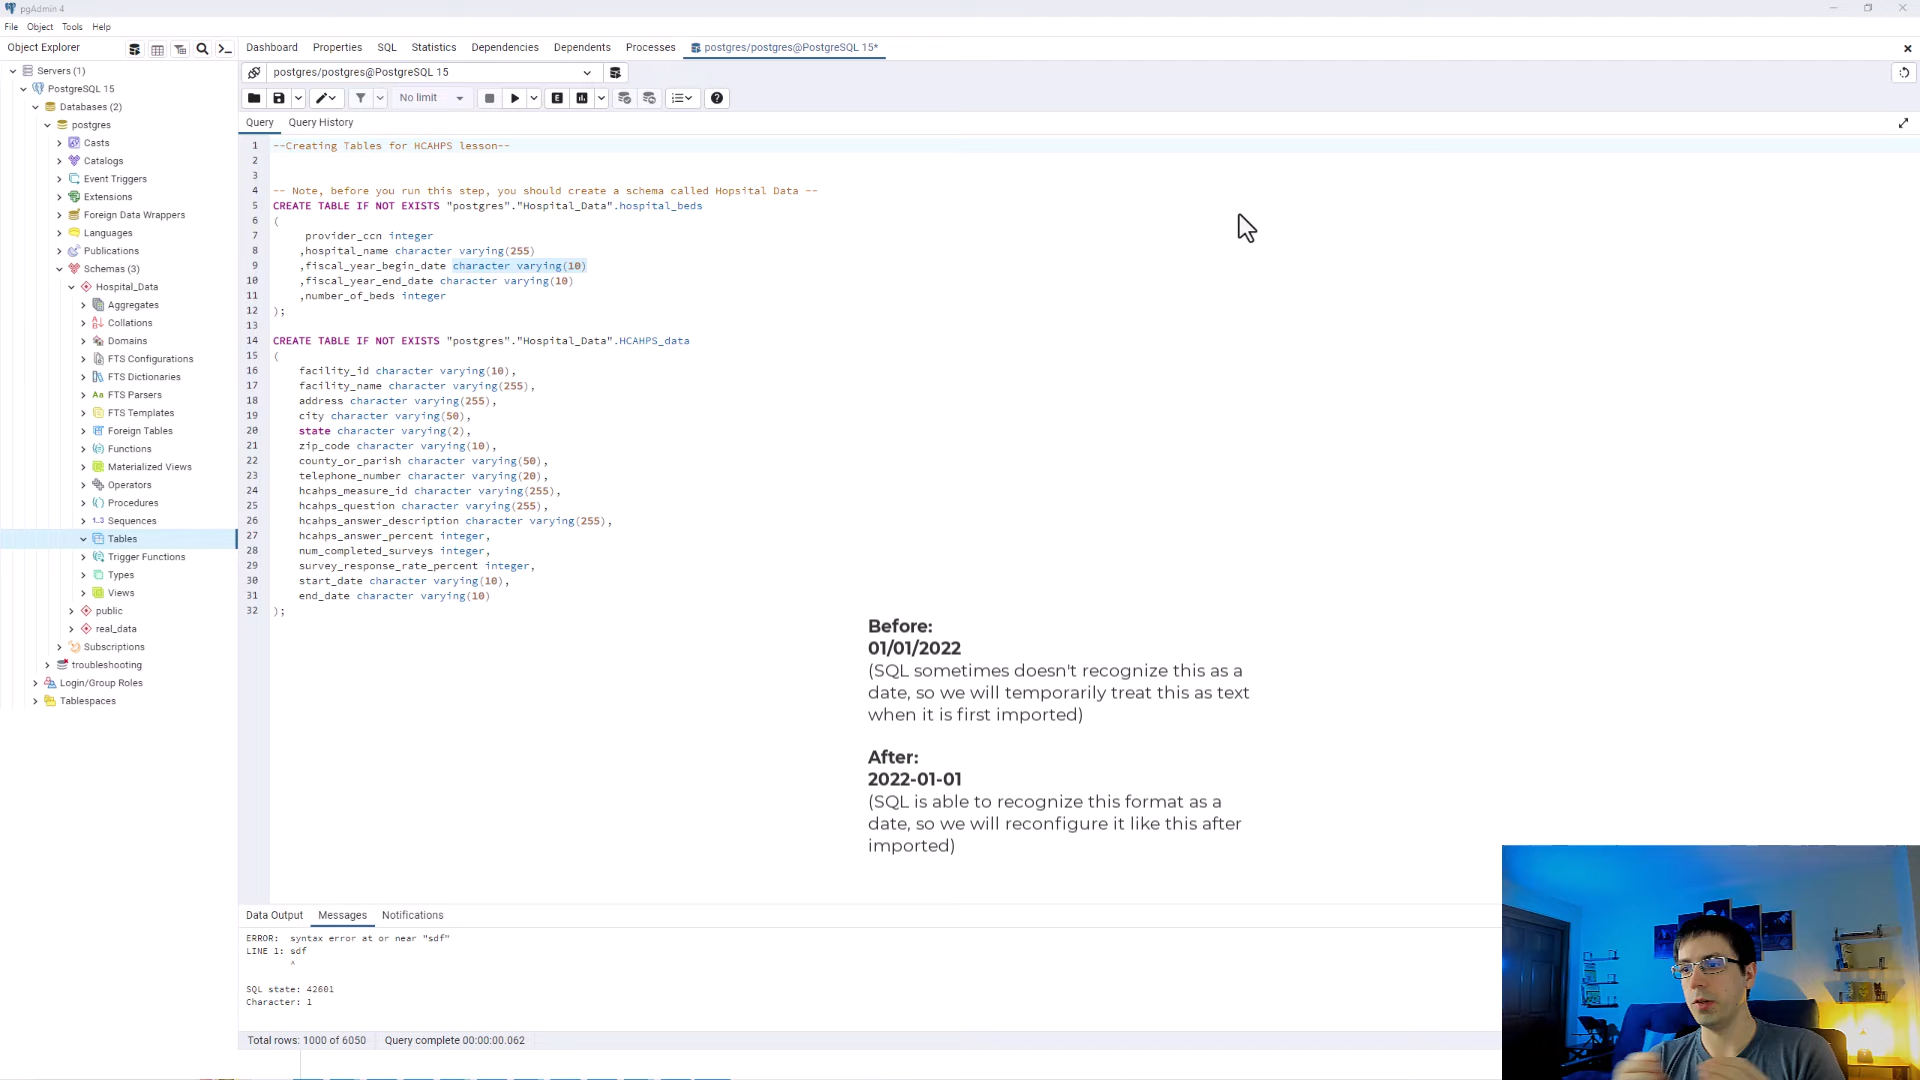 pgAdmin 4
File Object Tools Help
Object Explorer
Dashboard Properties SQL Statistics Dependencies Dependents Processes postgres/postgres@PostgreSQL 15*
Servers (1)
PostgreSQL 15
Databases (2)
postgres
Casts
Catalogs
Event Triggers
Extensions
Foreign Data Wrappers
Languages
Publications
Schemas (3)
Hospital_Data
Aggregates
Collations
Domains
FTS Configurations
FTS Dictionaries
FTS Parsers
FTS Templates
Foreign Tables
Functions
Materialized Views
Operators
Procedures
Sequences
Tables
Trigger Functions
Types
Views
public
real_data
Subscriptions
troubleshooting
Login/Group Roles
Tablespaces
postgres/postgres@PostgreSQL 15
No limit
Query Query History
1 --Creating Tables for HCAHPS lesson--
2
3
4 -- Note, before you run this step, you should create a schema called Hopsital Data --
5 CREATE TABLE IF NOT EXISTS "postgres"."Hospital_Data".hospital_beds
6 (
7 provider_ccn integer
8 ,hospital_name character varying(255)
9 ,fiscal_year_begin_date character varying(10)
10 ,fiscal_year_end_date character varying(10)
11 ,number_of_beds integer
12 );
13
14 CREATE TABLE IF NOT EXISTS "postgres"."Hospital_Data".HCAHPS_data
15 (
16 facility_id character varying(10),
17 facility_name character varying(255),
18 address character varying(255),
19 city character varying(50),
20 state character varying(2),
21 zip_code character varying(10),
22 county_or_parish character varying(50),
23 telephone_number character varying(20),
24 hcahps_measure_id character varying(255),
25 hcahps_question character varying(255),
26 hcahps_answer_description character varying(255),
27 hcahps_answer_percent integer,
28 num_completed_surveys integer,
29 survey_response_rate_percent integer,
30 start_date character varying(10),
31 end_date character varying(10)
32 );
Before:
01/01/2022
(SQL sometimes doesn't recognize this as a
date, so we will temporarily treat this as text
when it is first imported)
After:
2022-01-01
(SQL is able to recognize this format as a
date, so we will reconfigure it like this after
imported)
Data Output Messages Notifications
ERROR: syntax error at or near "sdf"
LINE 1: sdf
^
SQL state: 42601
Character: 1
Total rows: 1000 of 6050 Query complete 00:00:00.062